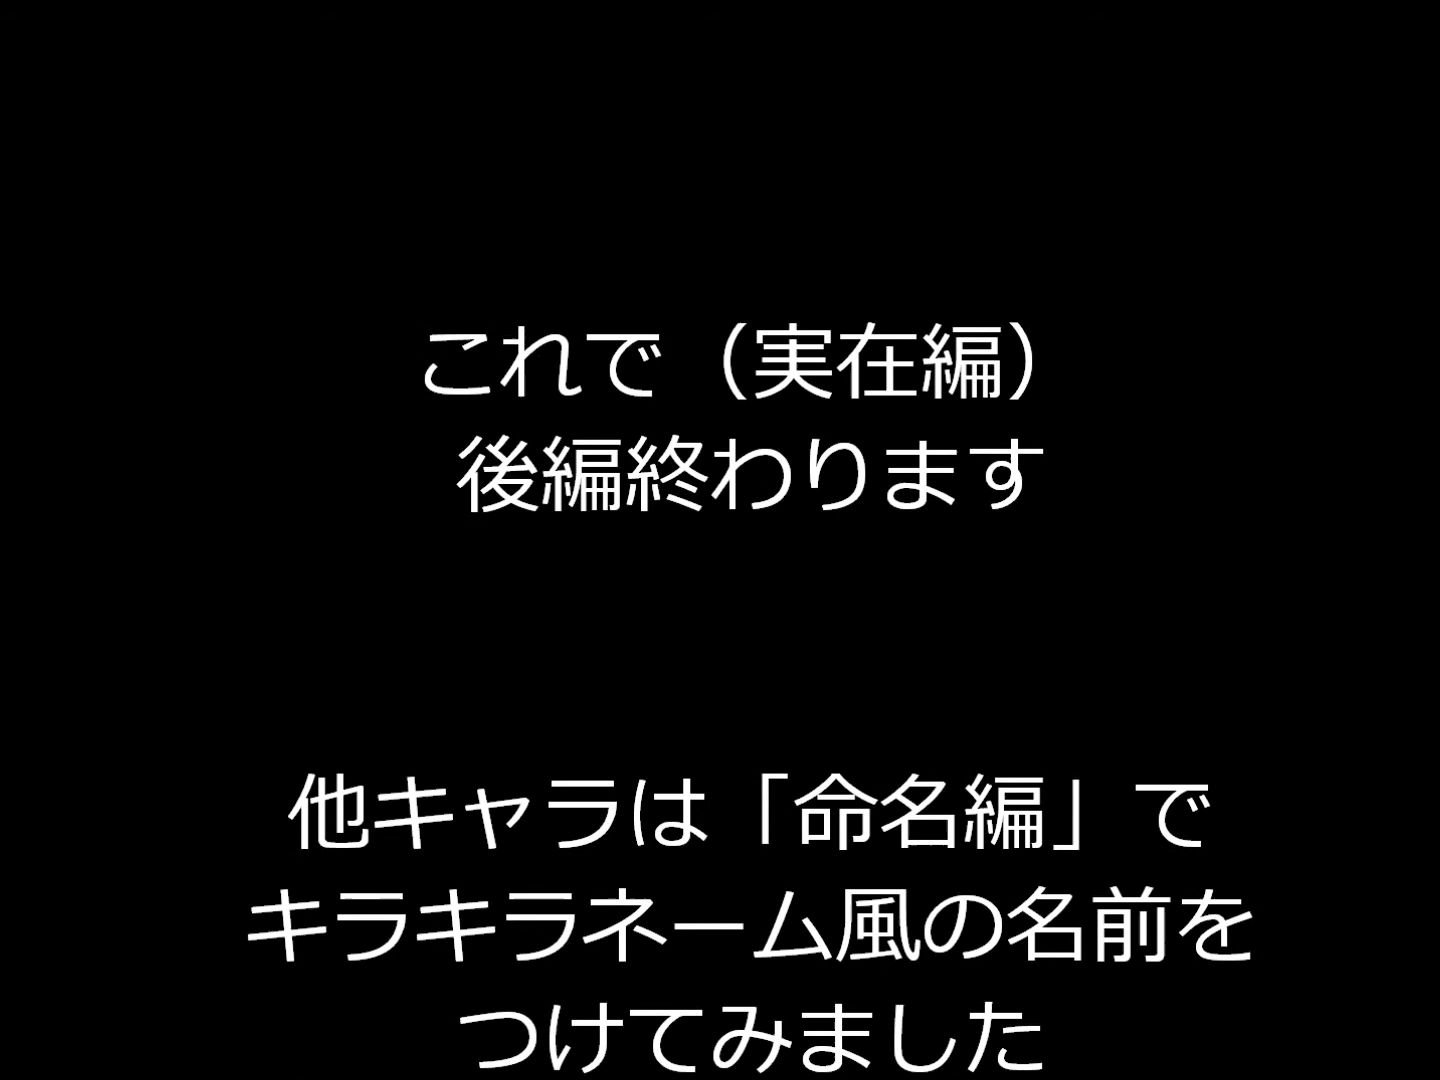 これで（実在編）
後編終わります
他キャラは「命名編」で
キラキラネーム風の名前を
つけてみました